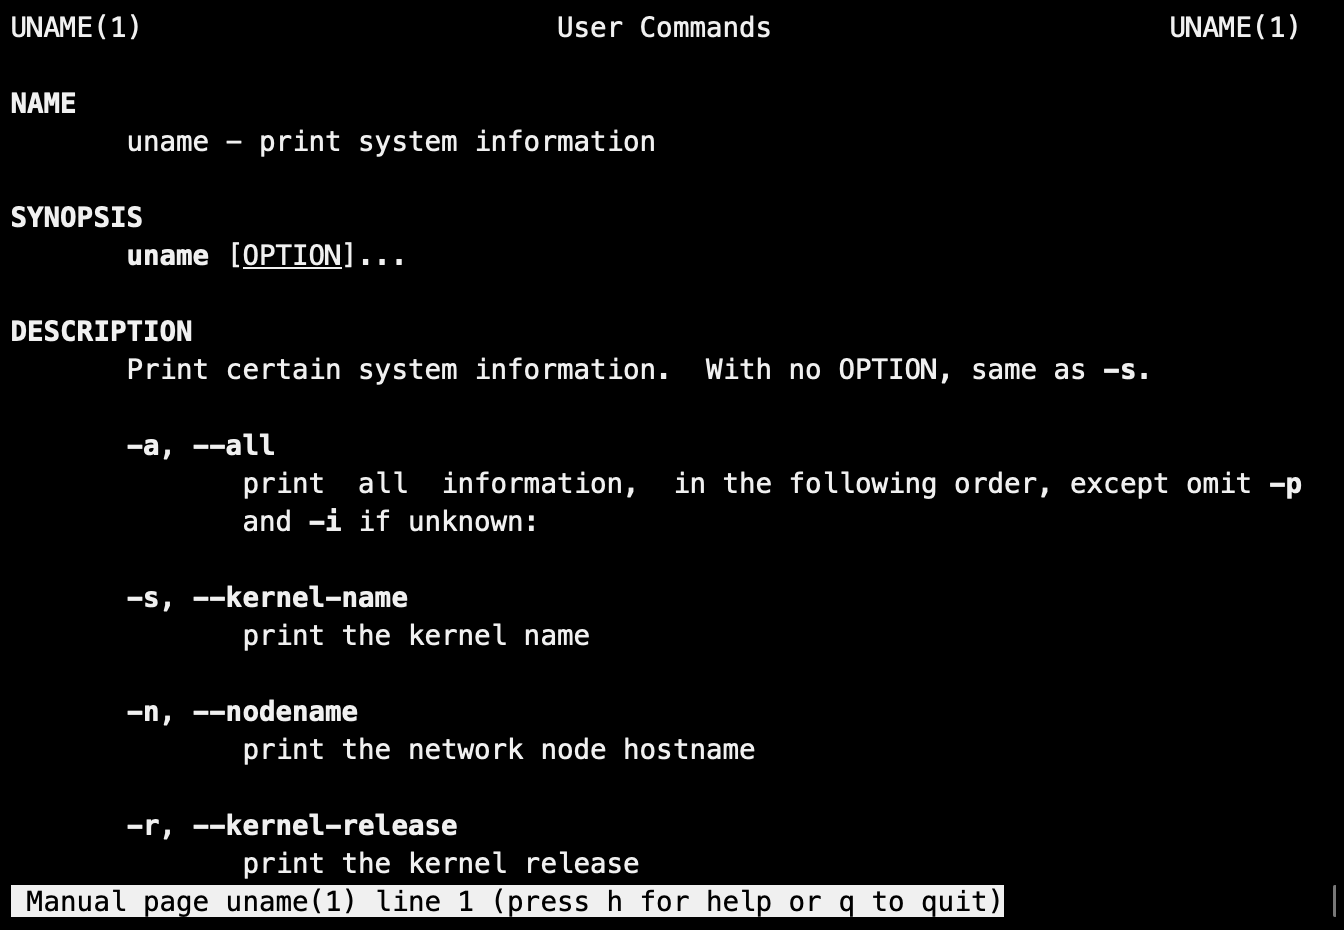 UNAME(1)                         User Commands                        UNAME(1)
NAME
uname – print system information
SYNOPSIS
uname [OPTION]...
DESCRIPTION
Print certain system information.  With no OPTION, same as –s.
–a, ––all
print  all  information,  in the following order, except omit –p
and –i if unknown:
–s, ––kernel–name
print the kernel name
–n, ––nodename
print the network node hostname
–r, ––kernel–release
print the kernel release
Manual page uname(1) line 1 (press h for help or q to quit)